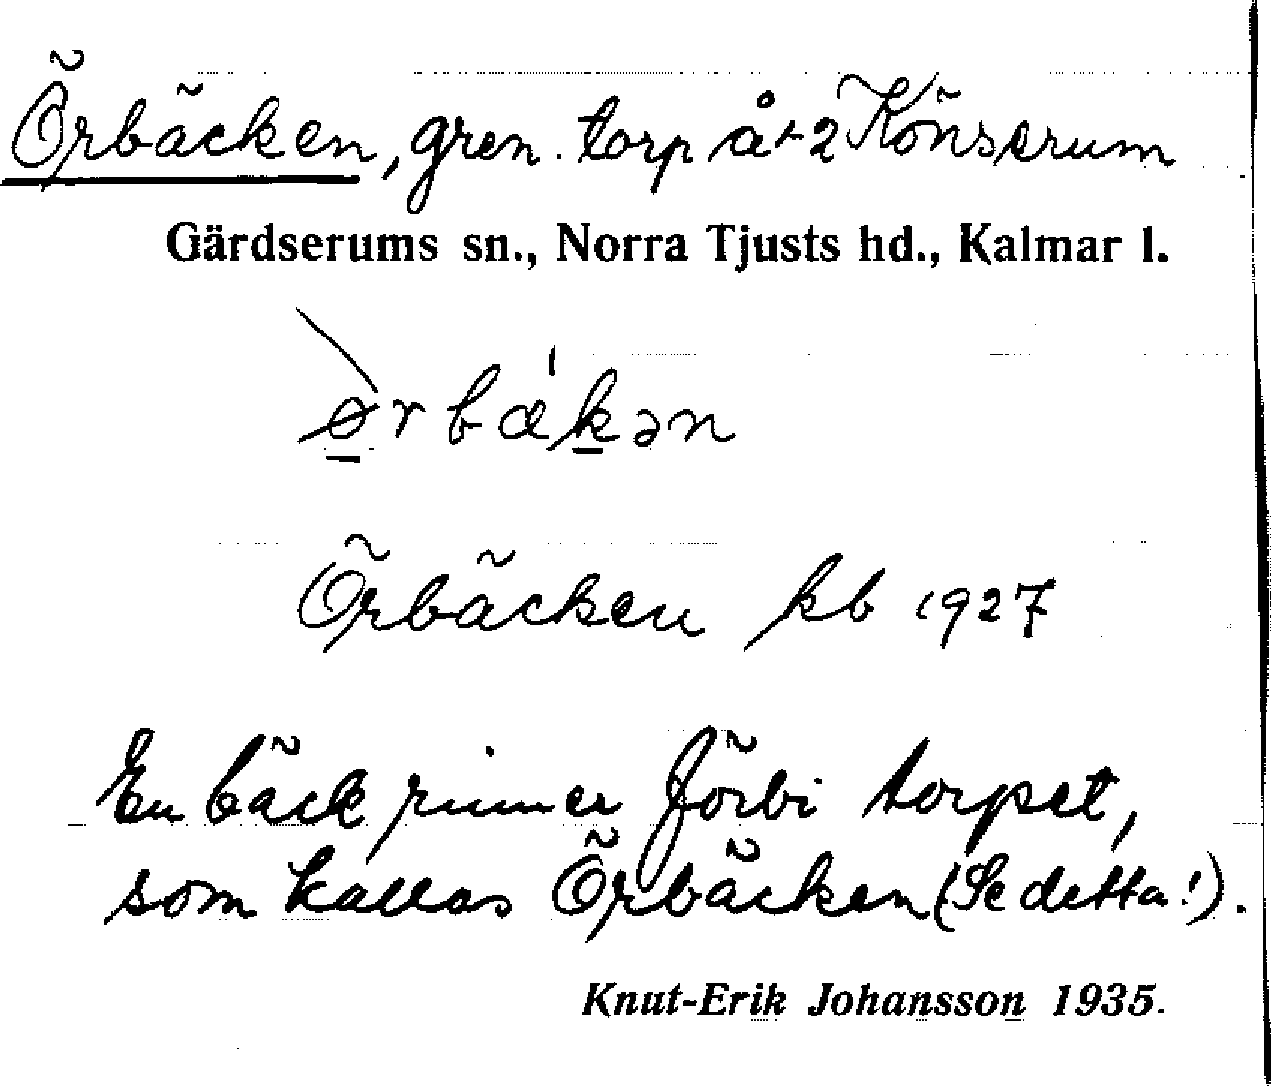 Örbäcken, gren. torp å + 2 Könserum
Gärdserums sn., Norra Tjusts hd., Kalmar l.
ørbækən
Örbäcken kb 1927
En bäck rinner förbi torpet,
som kallas Örbäcken (Se detta!).
Knut-Erik Johansson 1935.